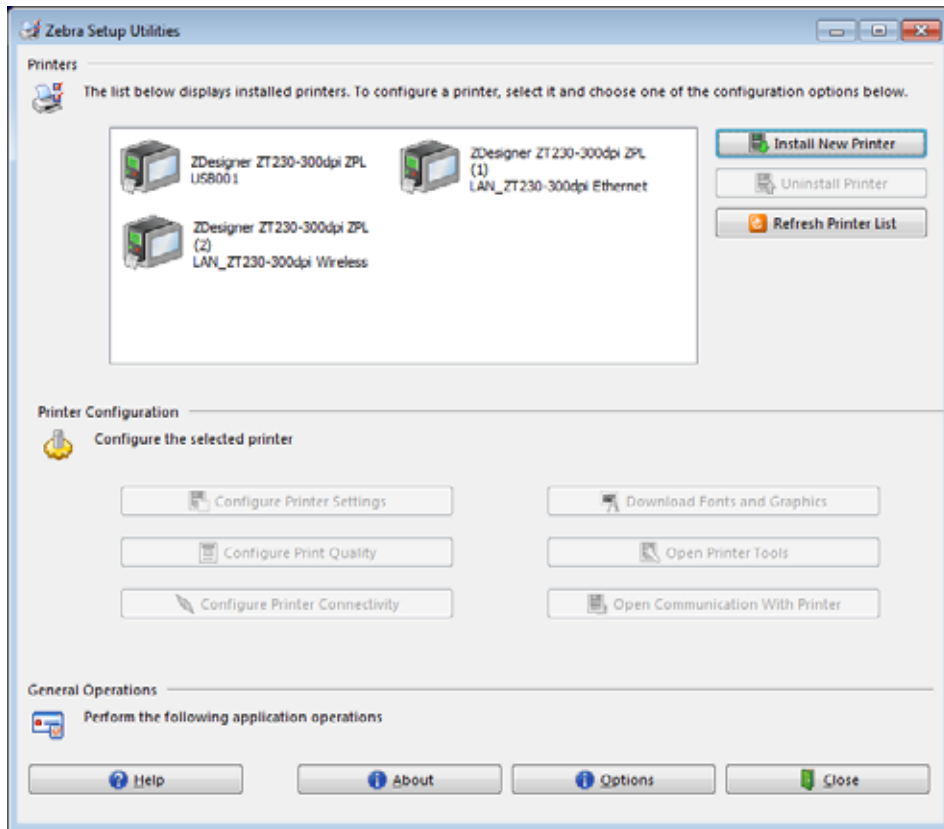 Zebra Setup Utilities
Printers
The list below displays installed printers. To configure a printer, select it and choose one of the configuration options below.
ZDesigner ZT230-300dpi ZPL
USB001
ZDesigner ZT230-300dpi ZPL
(1)
LAN_ZT230-300dpi Ethernet
ZDesigner ZT230-300dpi ZPL
(2)
LAN_ZT230-300dpi Wireless
Install New Printer
Uninstall Printer
Refresh Printer List
Printer Configuration
Configure the selected printer
Configure Printer Settings
Download Fonts and Graphics
Configure Print Quality
Open Printer Tools
Configure Printer Connectivity
Open Communication With Printer
General Operations
Perform the following application operations
Help
About
Options
Close